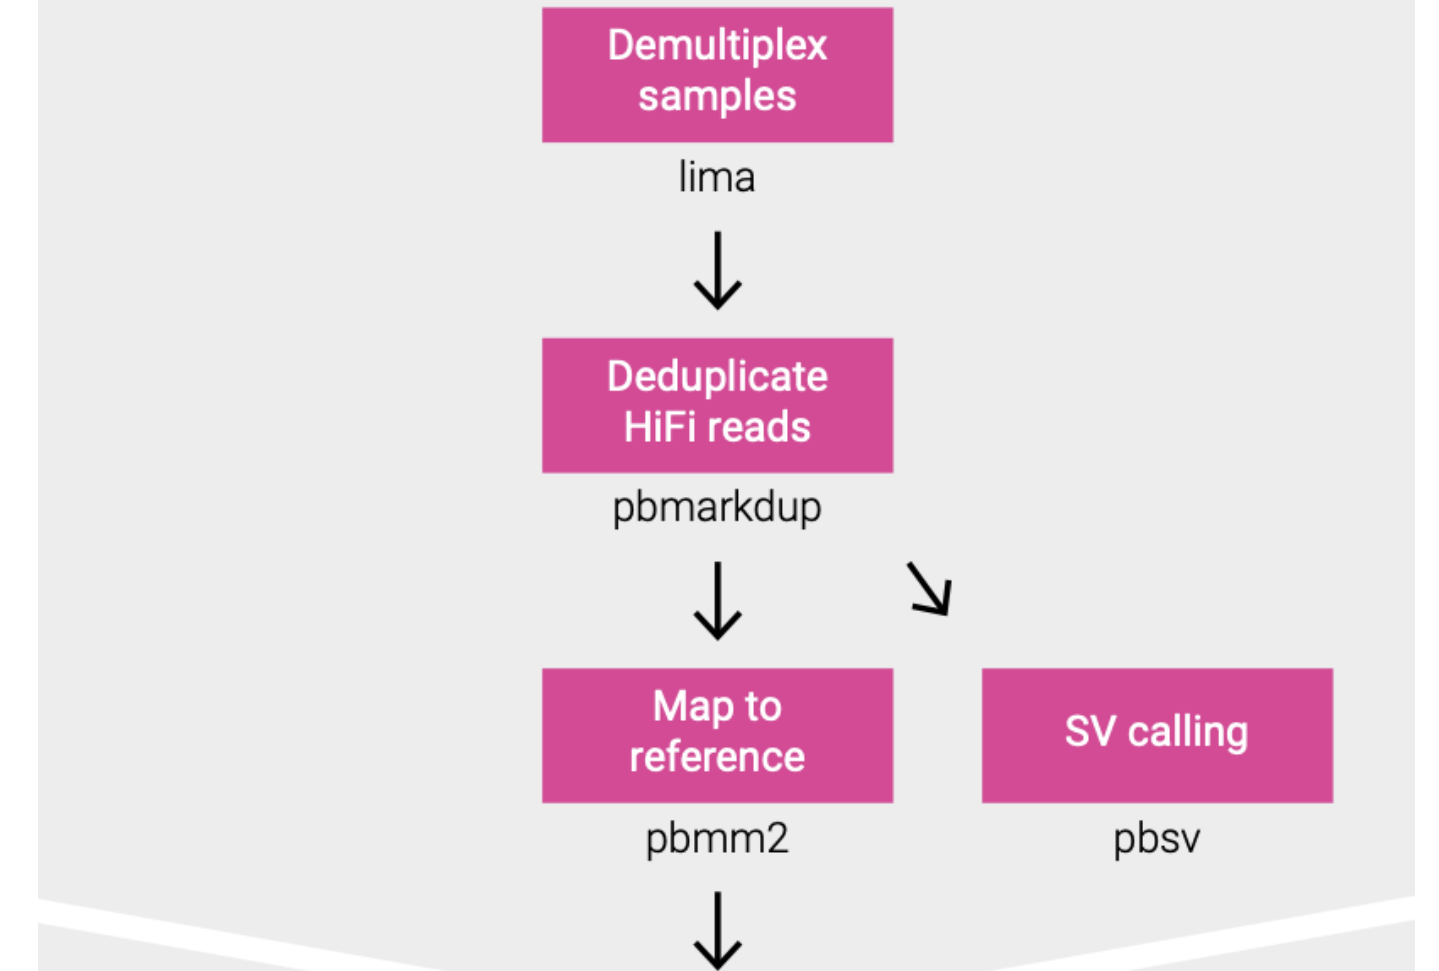 Demultiplex
samples
lima
Deduplicate
HiFi reads
pbmarkdup
Map to
reference
pbmm2
SV calling
pbsv